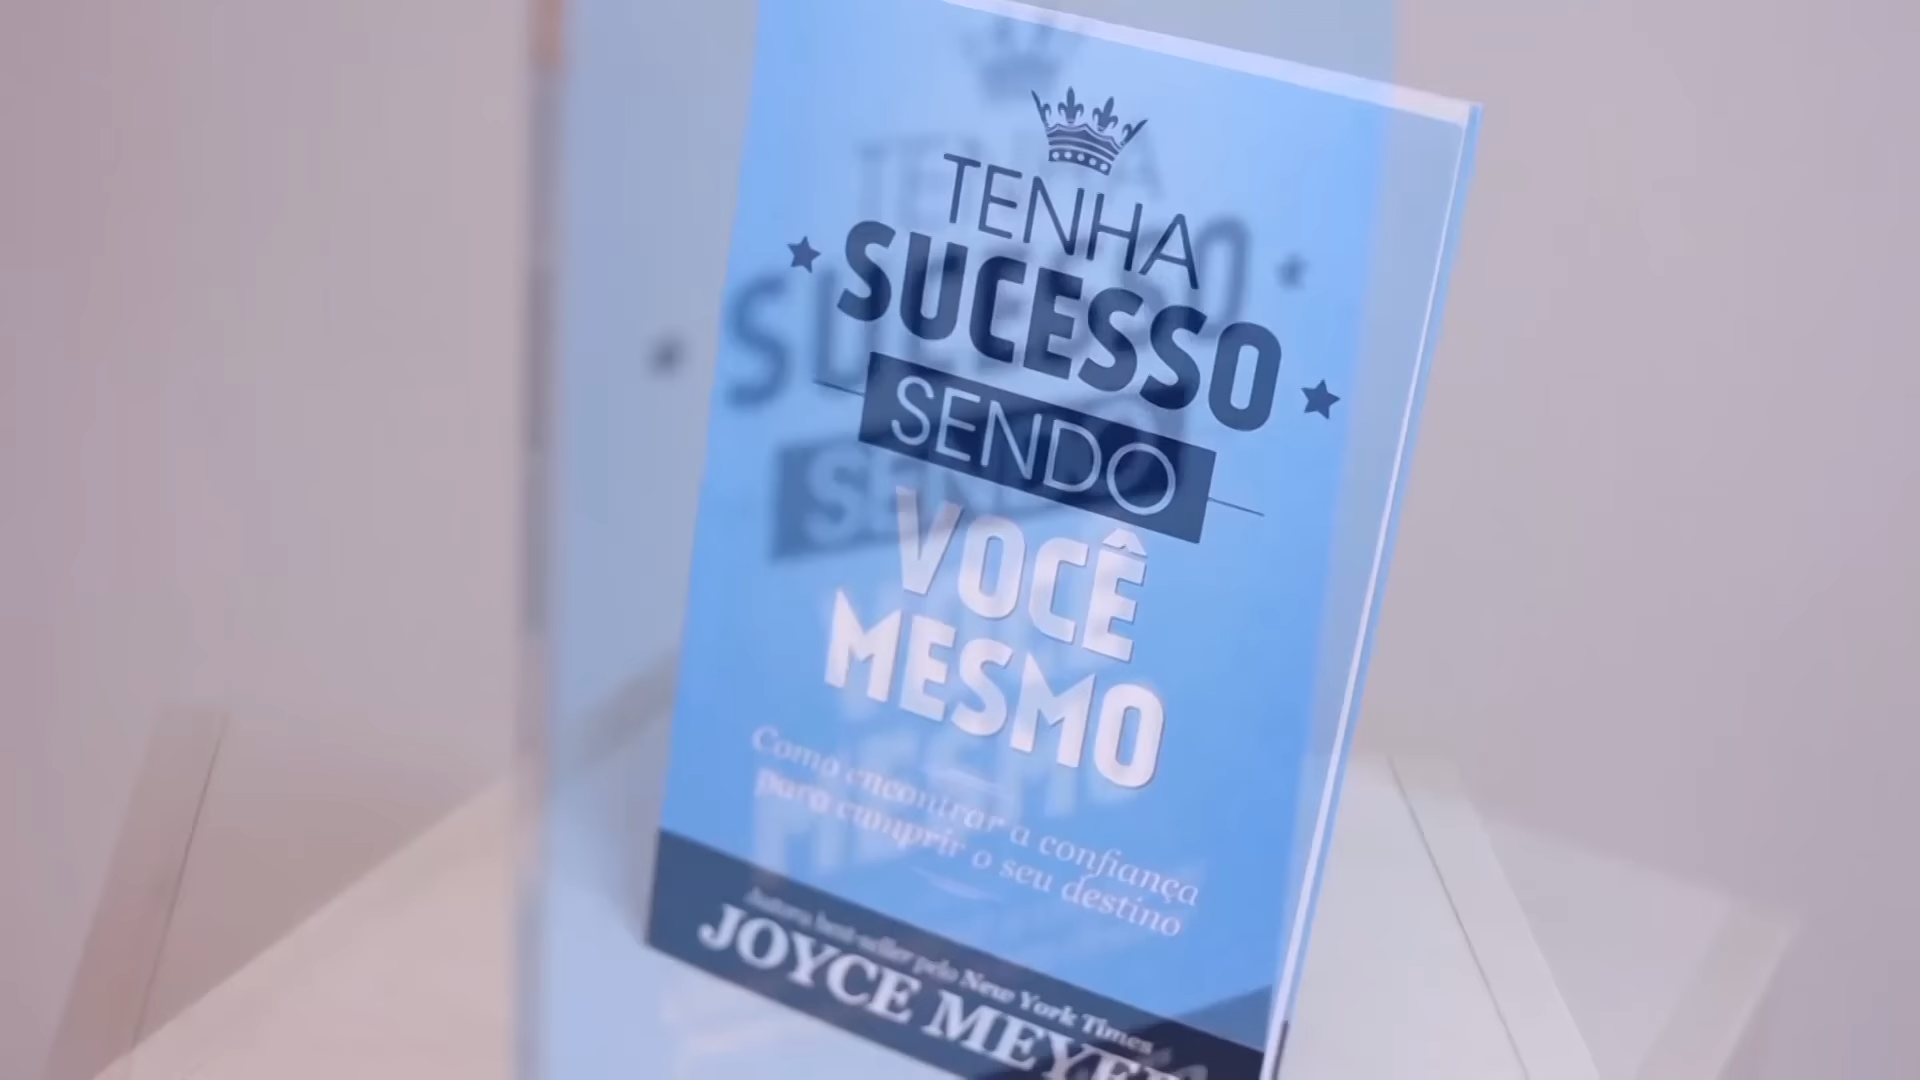 TENHA
SUCESSO
SENDO
VOCÊ
MESMO
Como encontrar a confiança
para cumprir o seu destino
Autora best-seller pelo New York Times
JOYCE MEYER